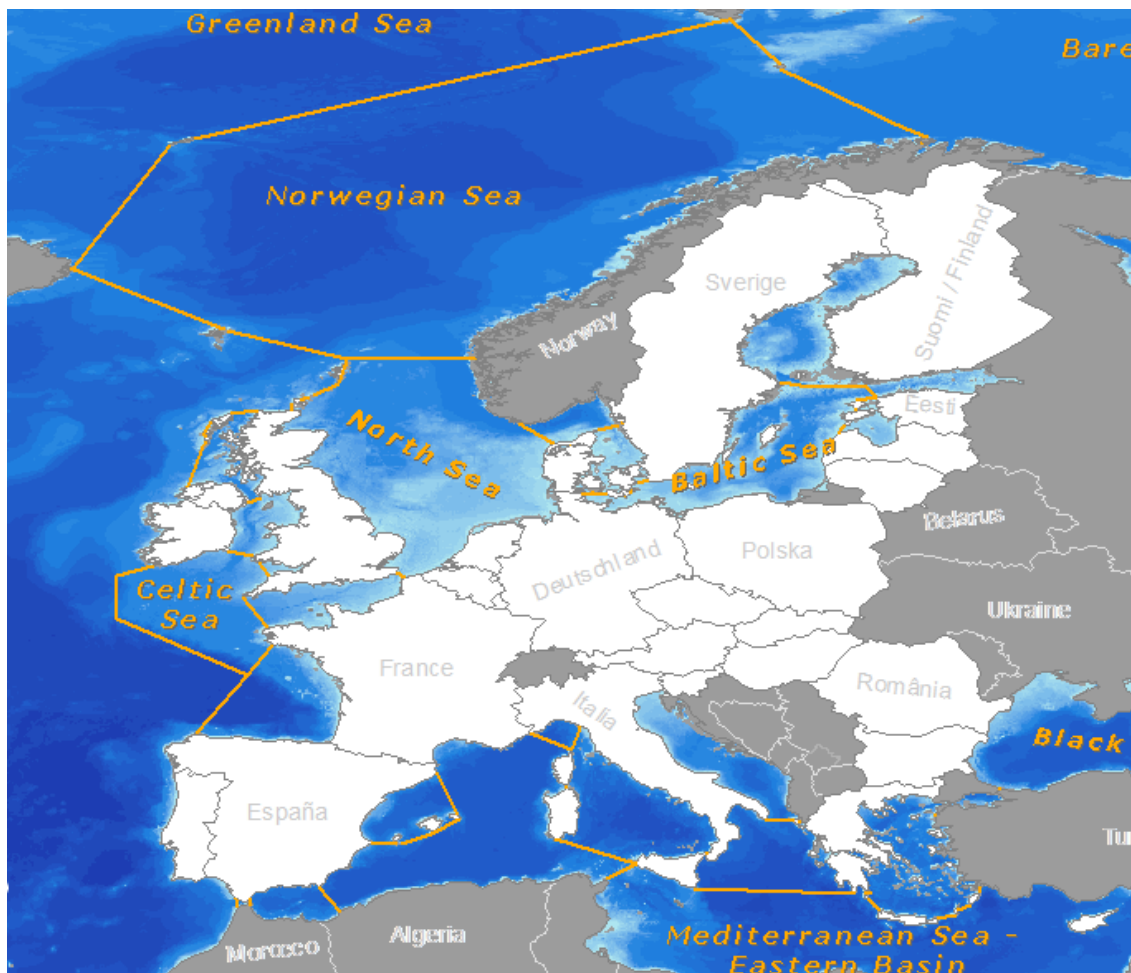 Greenland Sea
Bare
Norwegian Sea
Sverige
Suomi / Finland
Norway
North Sea
Eesti
Baltic Sea
Belarus
Deutschland
Polska
Celtic
Sea
Ukraine
France
România
Italia
Black
España
Tu
Algeria
Morocco
Mediterranean Sea -
Eastern Basin